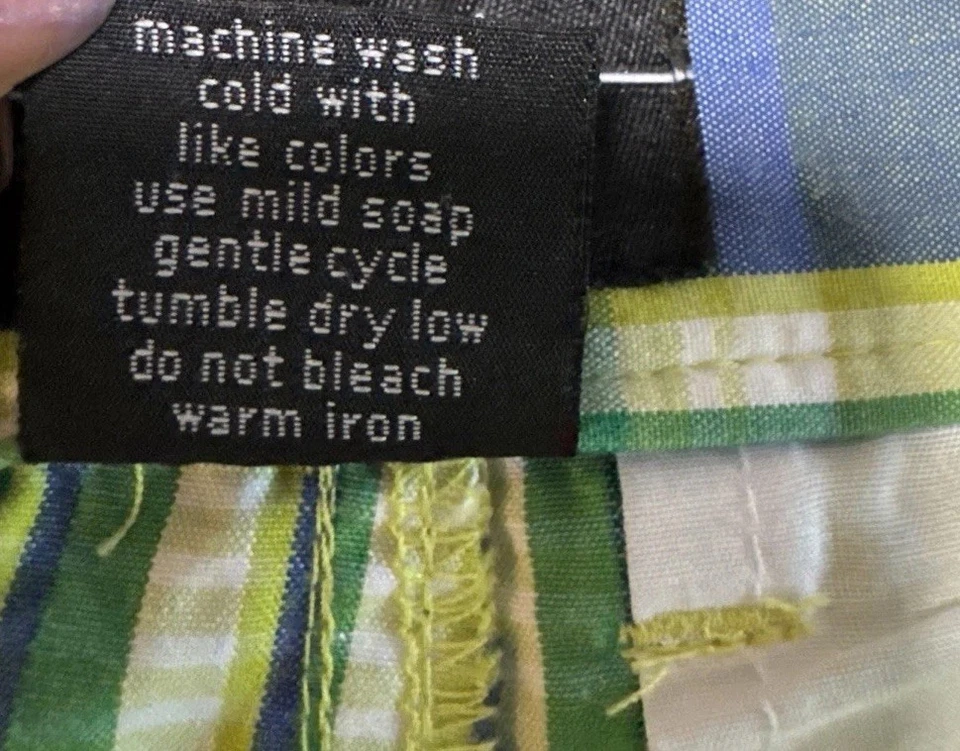 machine wash
cold with
like colors
use mild soap
gentle cycle
tumble dry low
do not bleach
warm iron